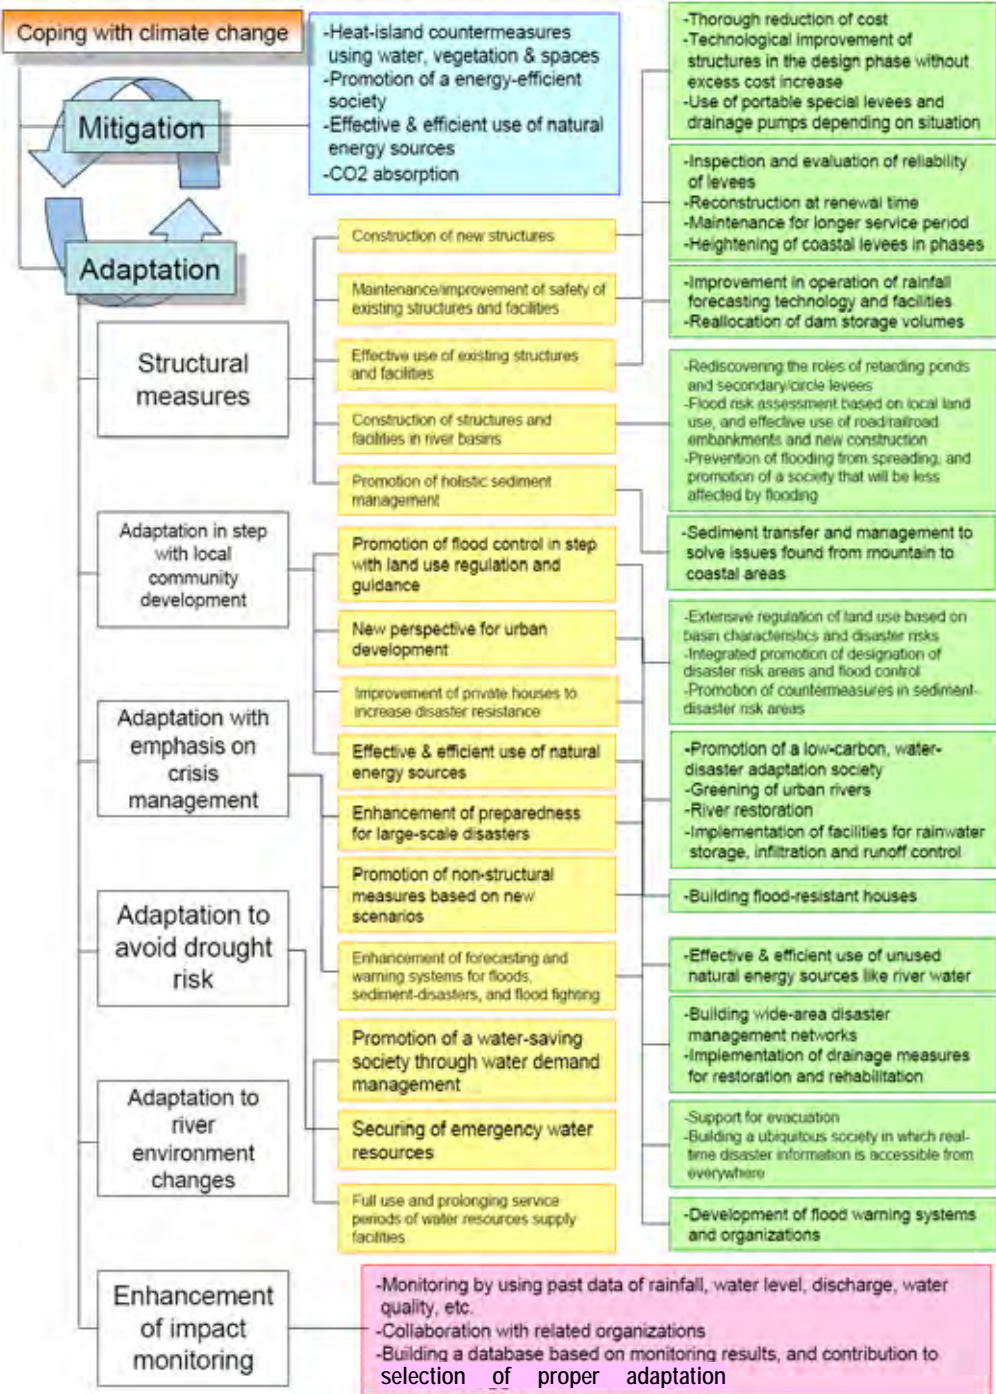 Coping with climate change
Mitigation
Adaptation
-Heat-island countermeasures
using water, vegetation & spaces
-Promotion of a energy-efficient
society
-Effective & efficient use of natural
energy sources
-CO2 absorption
Structural
measures
Adaptation in step
with local
community
development
Adaptation with
emphasis on
crisis
management
Adaptation to
avoid drought
risk
Adaptation to
river
environment
changes
Enhancement
of impact
monitoring
Construction of new structures
Maintenance/improvement of safety of
existing structures and facilities
Effective use of existing structures
and facilities
Construction of structures and
facilities in river basins
Promotion of holistic sediment
management
Promotion of flood control in step
with land use regulation and
guidance
New perspective for urban
development
Improvement of private houses to
increase disaster resistance
Effective & efficient use of natural
energy sources
Enhancement of preparedness
for large-scale disasters
Promotion of non-structural
measures based on new
scenarios
Enhancement of forecasting and
warning systems for floods,
sediment-disasters, and flood fighting
Promotion of a water-saving
society through water demand
management
Securing of emergency water
resources
Full use and prolonging service
periods of water resources supply
facilities
-Thorough reduction of cost
-Technological improvement of
structures in the design phase without
excess cost increase
-Use of portable special levees and
drainage pumps depending on situation
-Inspection and evaluation of reliability
of levees
-Reconstruction at renewal time
-Maintenance for longer service period
-Heightening of coastal levees in phases
-Improvement in operation of rainfall
forecasting technology and facilities
-Reallocation of dam storage volumes
-Rediscovering the roles of retarding ponds
and secondary/circle levees
-Flood risk assessment based on local land
use, and effective use of road/railroad
embankments and new construction
-Prevention of flooding from spreading, and
promotion of a society that will be less
affected by flooding
-Sediment transfer and management to
solve issues found from mountain to
coastal areas
-Extensive regulation of land use based on
basin characteristics and disaster risks
-Integrated promotion of designation of
disaster risk areas and flood control
-Promotion of countermeasures in sediment-
disaster risk areas
-Promotion of a low-carbon, water-
disaster adaptation society
-Greening of urban rivers
-River restoration
-Implementation of facilities for rainwater
storage, infiltration and runoff control
-Building flood-resistant houses
-Effective & efficient use of unused
natural energy sources like river water
-Building wide-area disaster
management networks
-Implementation of drainage measures
for restoration and rehabilitation
-Support for evacuation
-Building a ubiquitous society in which real-
time disaster information is accessible from
everywhere
-Development of flood warning systems
and organizations
-Monitoring by using past data of rainfall, water level, discharge, water
quality, etc.
-Collaboration with related organizations
-Building a database based on monitoring results, and contribution to
selection of proper adaptation